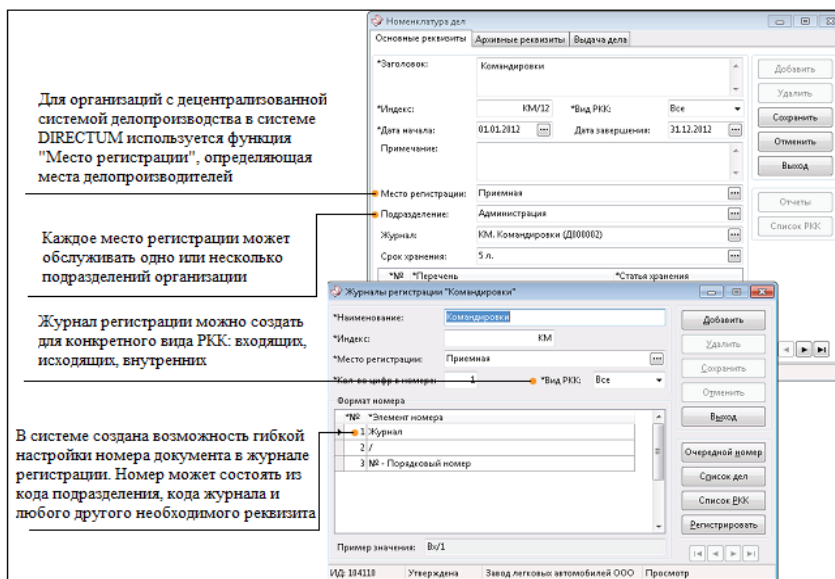 Номенклатура дел
Основные реквизиты Архивные реквизиты Выдача дела
*Заголовок: Командировки
Добавить
Удалить
*Индекс: КМ/12 *Вид РКК: Все
Сохранить
*Дата начала: 01.01.2012 ... Дата завершения: 31.12.2012 ...
Отменить
Примечание:
Выход
*Место регистрации: Приемная ...
Отчеты
*Подразделение: Администрация ...
Список РКК
Журнал: КМ. Командировки (Д000002) ...
Срок хранения: 5 л. ...
*№ *Перечень *Статья хранения
Для организаций с децентрализованной
системой делопроизводства в системе
DIRECTUM используется функция
"Место регистрации", определяющая
места делопроизводителей
Каждое место регистрации может
обслуживать одно или несколько
подразделений организации
Журнал регистрации можно создать
для конкретного вида РКК: входящих,
исходящих, внутренних
В системе создана возможность гибкой
настройки номера документа в журнале
регистрации. Номер может состоять из
кода подразделения, кода журнала и
любого другого необходимого реквизита
Журналы регистрации "Командировки"
*Наименование: Командировки
Добавить
*Индекс: КМ
Удалить
*Место регистрации: Приемная ...
Сохранить
*Кол-во цифр в номере: 1 *Вид РКК: Все
Отменить
Формат номера
Выход
*№ *Элемент номера
1 Журнал
2 /
3 № - Порядковый номер
Очередной номер
Список дел
Список РКК
Регистрировать
Пример значения: Вх/1
ИД: 104110 Утверждена Завод легковых автомобилей ООО Просмотр